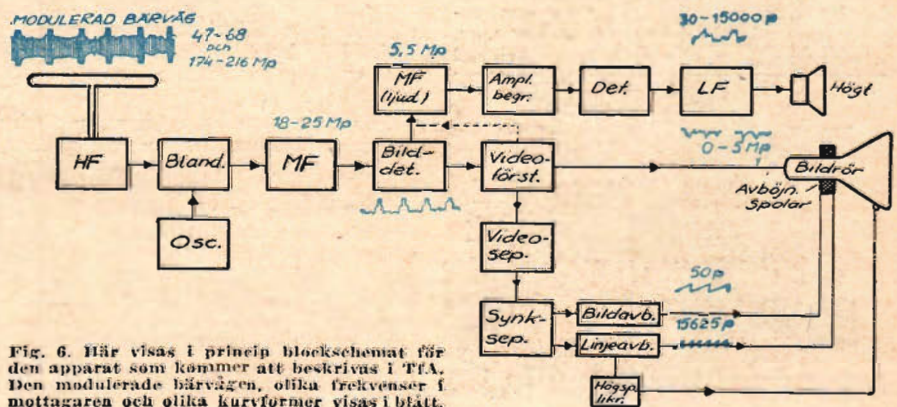 MODULERAD BÄRVÅG
47-68
och
174-216 Mp
HF
Bland.
Osc.
18-25 Mp
MF
Bild-
det.
5,5 Mp
MF
(ljud)
Ampl.
begr.
Det.
30-15000 p
LF
Högt
Video-
först.
0-5 Mp
Bildrör
Avböjn.
Spolar
Video-
sep.
Synk-
sep.
50 p
Bildavb.
15625 p
Linjeavb.
Högsp.
likr.
Fig. 6. Här visas i princip blockschemat för
den apparat som kommer att beskrivas i TfA.
Den modulerade bärvågen, olika frekvenser i
mottagaren och olika kurvformer visas i blått.